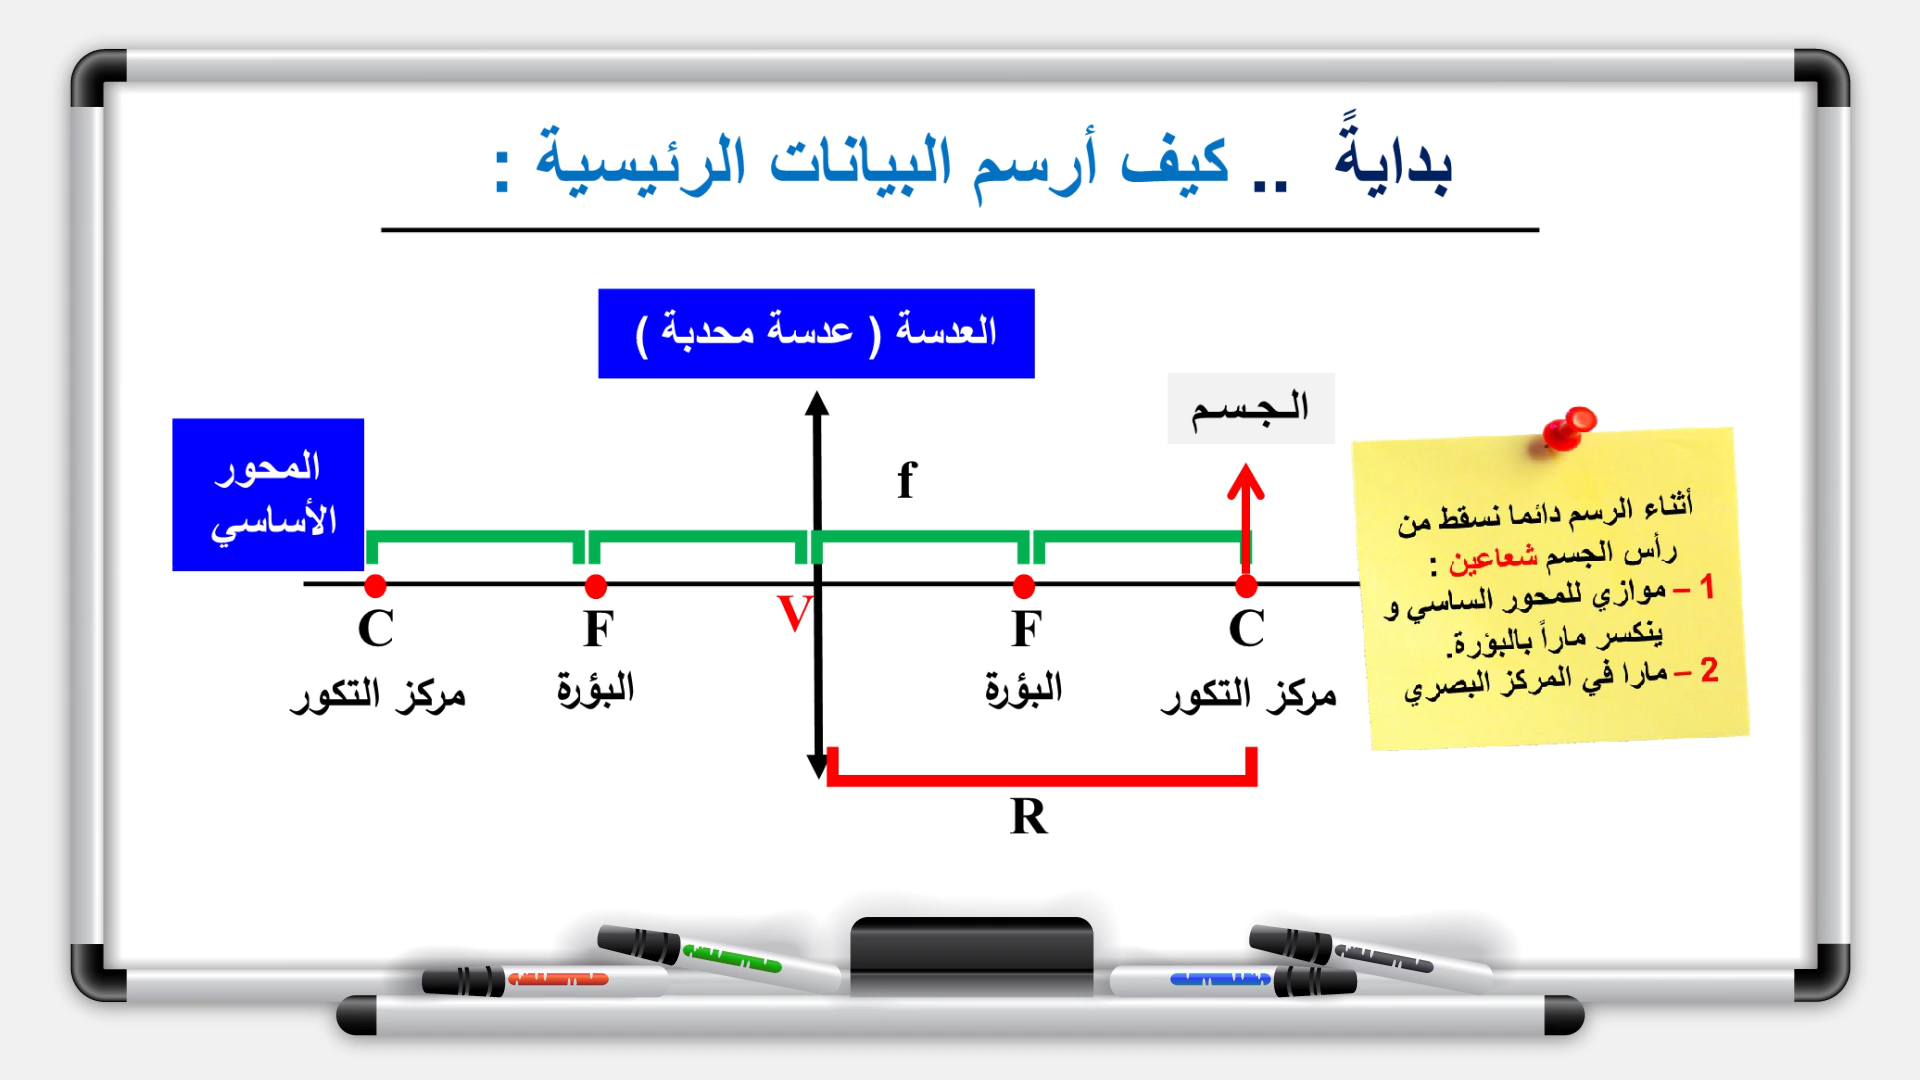 بدايةً .. كيف أرسم البيانات الرئيسية :
العدسة ( عدسة محدبة )
الـجـسـم
المحور
الأساسي
f
أثناء الرسم دائما نسقط من
رأس الجسم شعاعين :
1 – موازي للمحور الساسي و
ينكسر ماراً بالبؤرة.
2 – مارا في المركز البصري
C
F
V
F
C
مركز التكور
البؤرة
البؤرة
مركز التكور
R